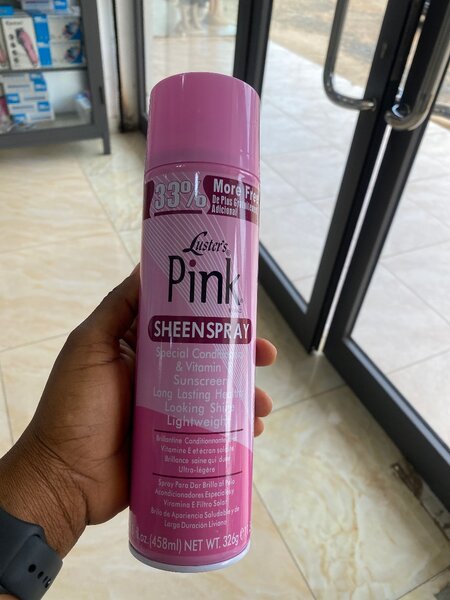 33% More Free
De Plus Gratuitement
Adicional
Luster's
Pink
SHEEN SPRAY
Special Conditioners
& Vitamin E
Sunscreen
Long Lasting Healthy
Looking Shine
Lightweight
Brillantine Conditionnante
Vitamine E et écran solaire
Brillance saine qui dure
Ultra-légère
Spray Para Dar Brillo al Pelo
Acondicionadores Especiales y
Vitamina E Filtro Solar
Brillo de Apariencia Saludable y de
Larga Duración Liviano
oz. (458ml) NET WT. 326g